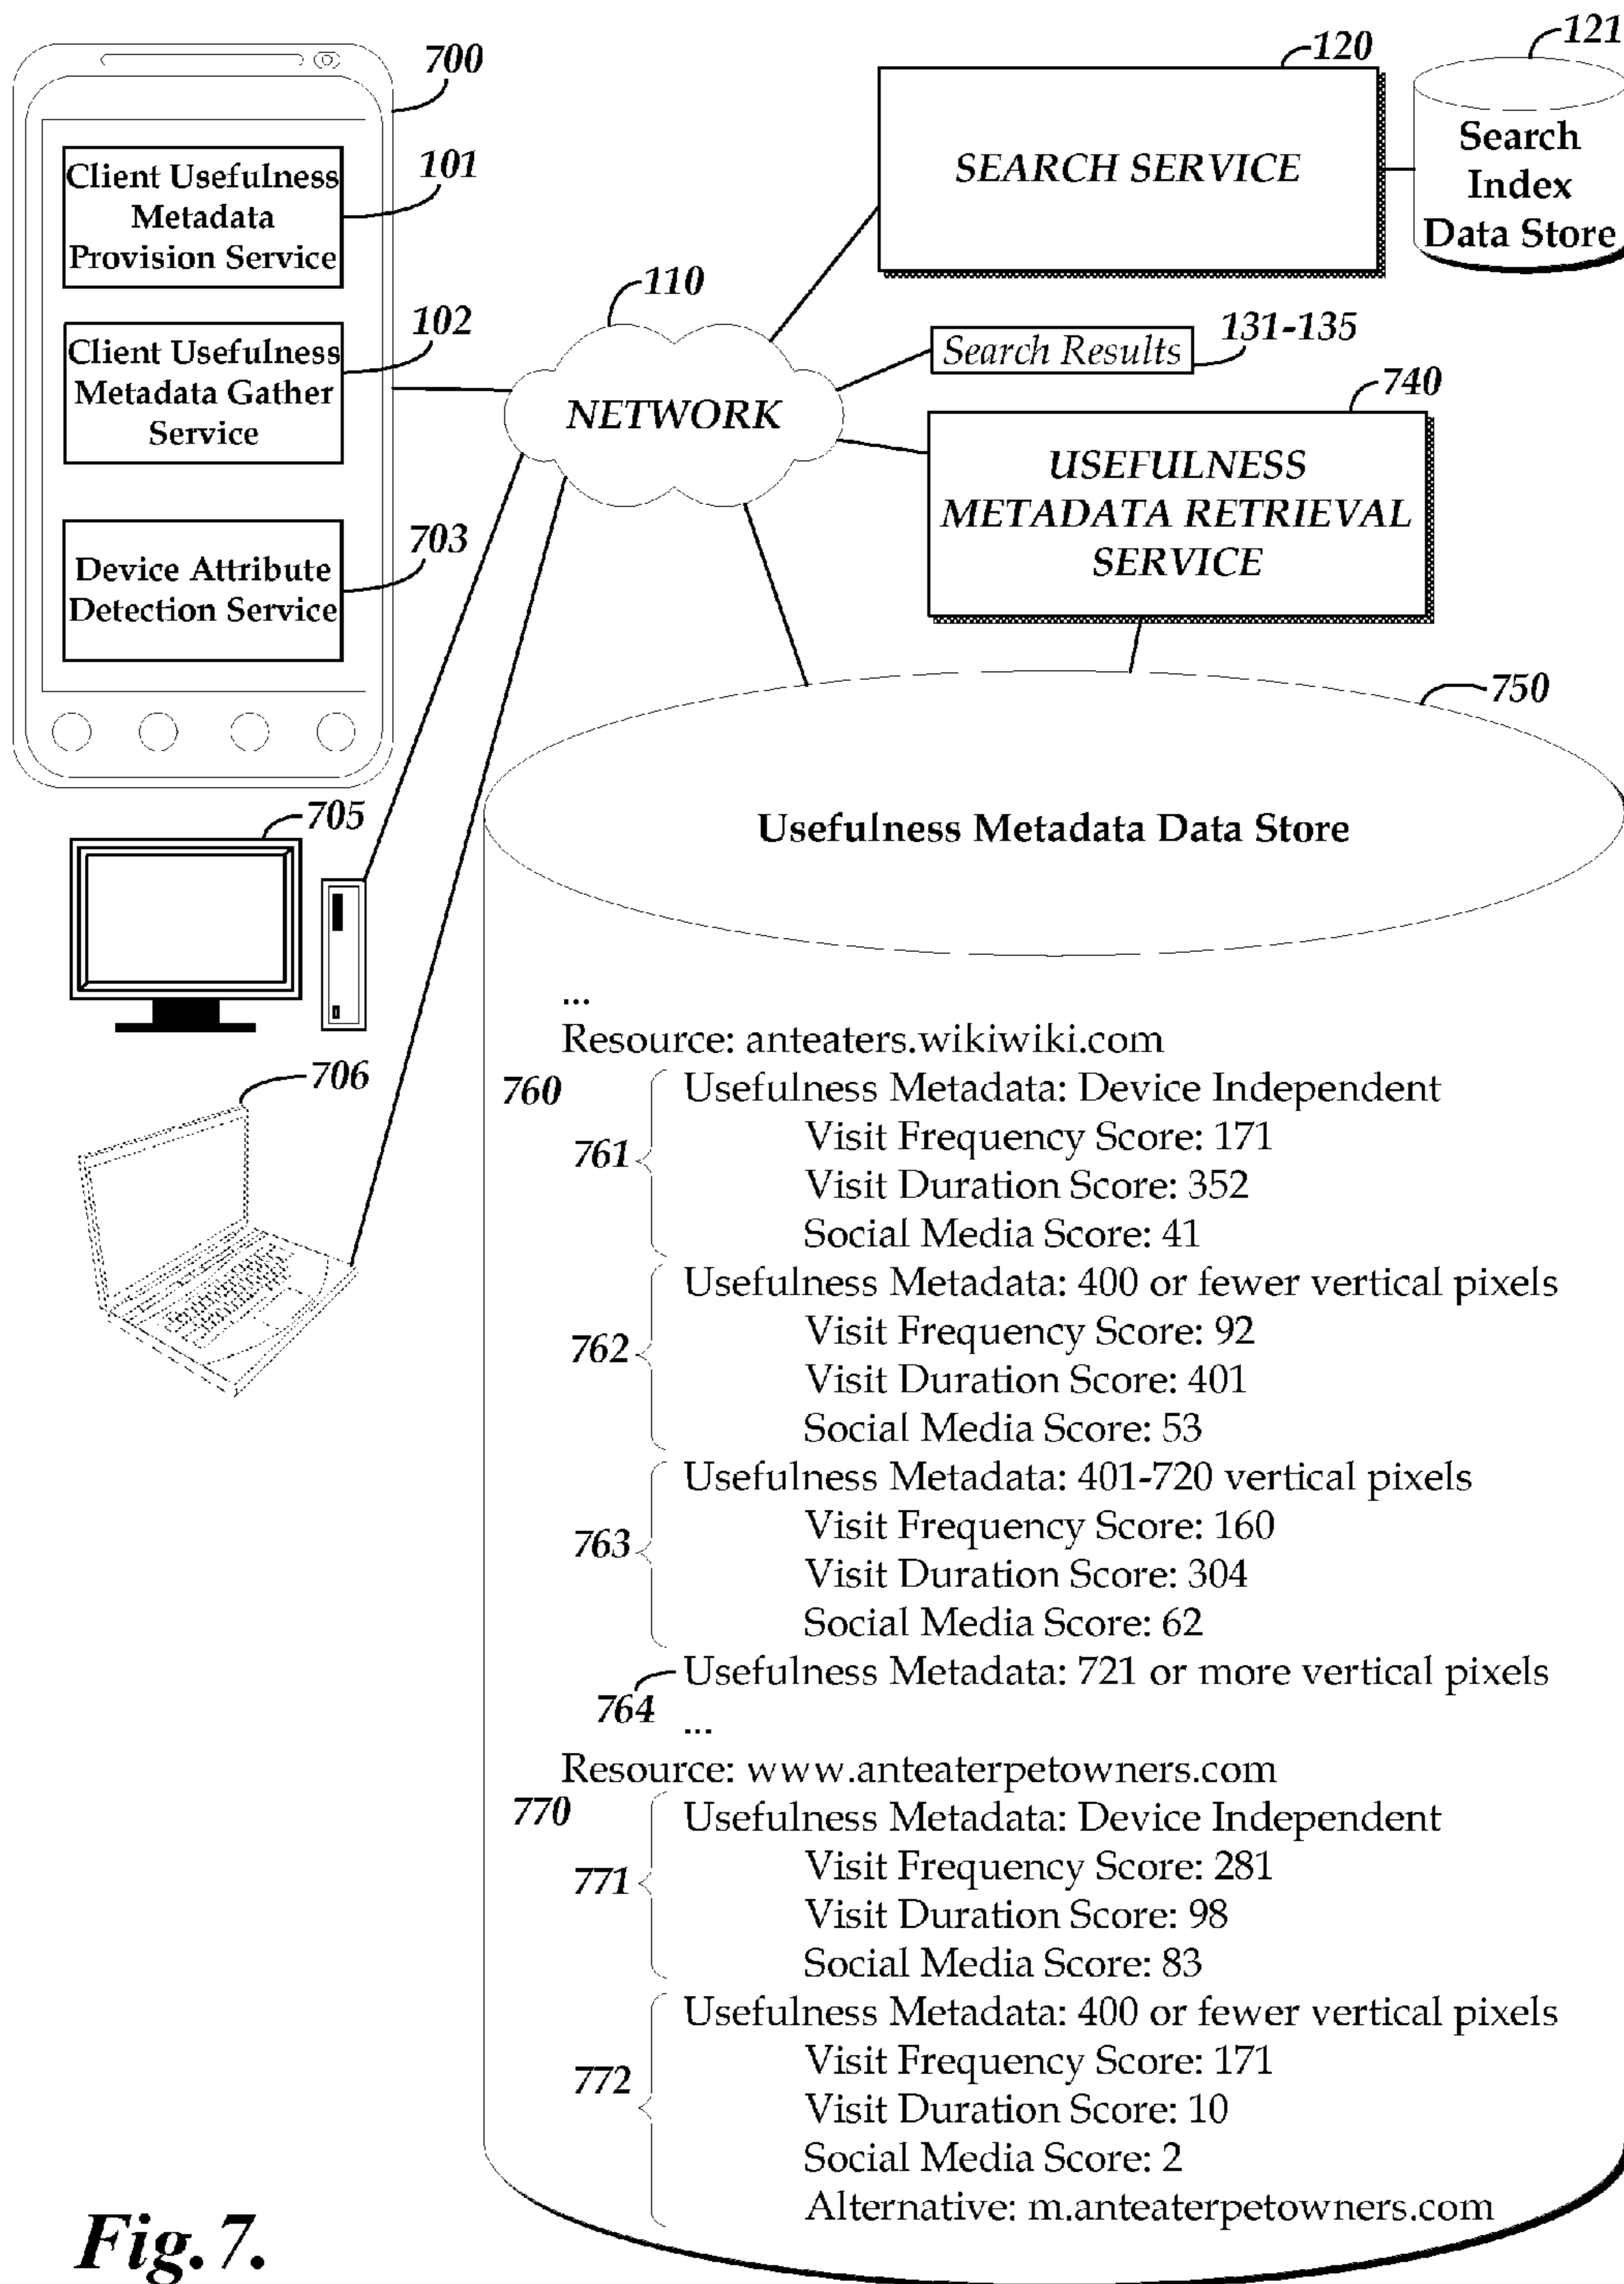 700
Client Usefulness
Metadata
Provision Service
101
Client Usefulness
Metadata Gather
Service
102
Device Attribute
Detection Service
703
120
SEARCH SERVICE
121
Search
Index
Data Store
110
NETWORK
Search Results
131-135
740
USEFULNESS
METADATA RETRIEVAL
SERVICE
705
706
750
Usefulness Metadata Data Store
...
Resource: anteaters.wikiwiki.com
760
Usefulness Metadata: Device Independent
761
Visit Frequency Score: 171
Visit Duration Score: 352
Social Media Score: 41
Usefulness Metadata: 400 or fewer vertical pixels
762
Visit Frequency Score: 92
Visit Duration Score: 401
Social Media Score: 53
Usefulness Metadata: 401-720 vertical pixels
763
Visit Frequency Score: 160
Visit Duration Score: 304
Social Media Score: 62
Usefulness Metadata: 721 or more vertical pixels
764
...
Resource: www.anteaterpetowners.com
770
Usefulness Metadata: Device Independent
771
Visit Frequency Score: 281
Visit Duration Score: 98
Social Media Score: 83
Usefulness Metadata: 400 or fewer vertical pixels
772
Visit Frequency Score: 171
Visit Duration Score: 10
Social Media Score: 2
Alternative: m.anteaterpetowners.com
Fig.7.